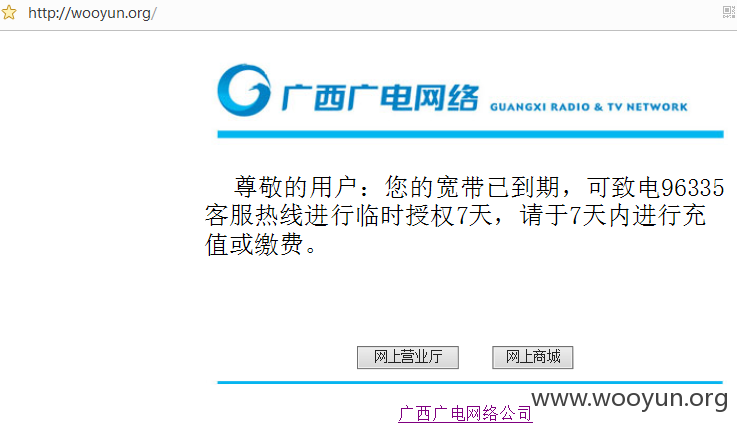 http://wooyun.org/
广西广电网络 GUANGXI RADIO & TV NETWORK
尊敬的用户：您的宽带已到期，可致电96335
客服热线进行临时授权7天，请于7天内进行充
值或缴费。
网上营业厅 网上商城
www.wooyun.org
广西广电网络公司